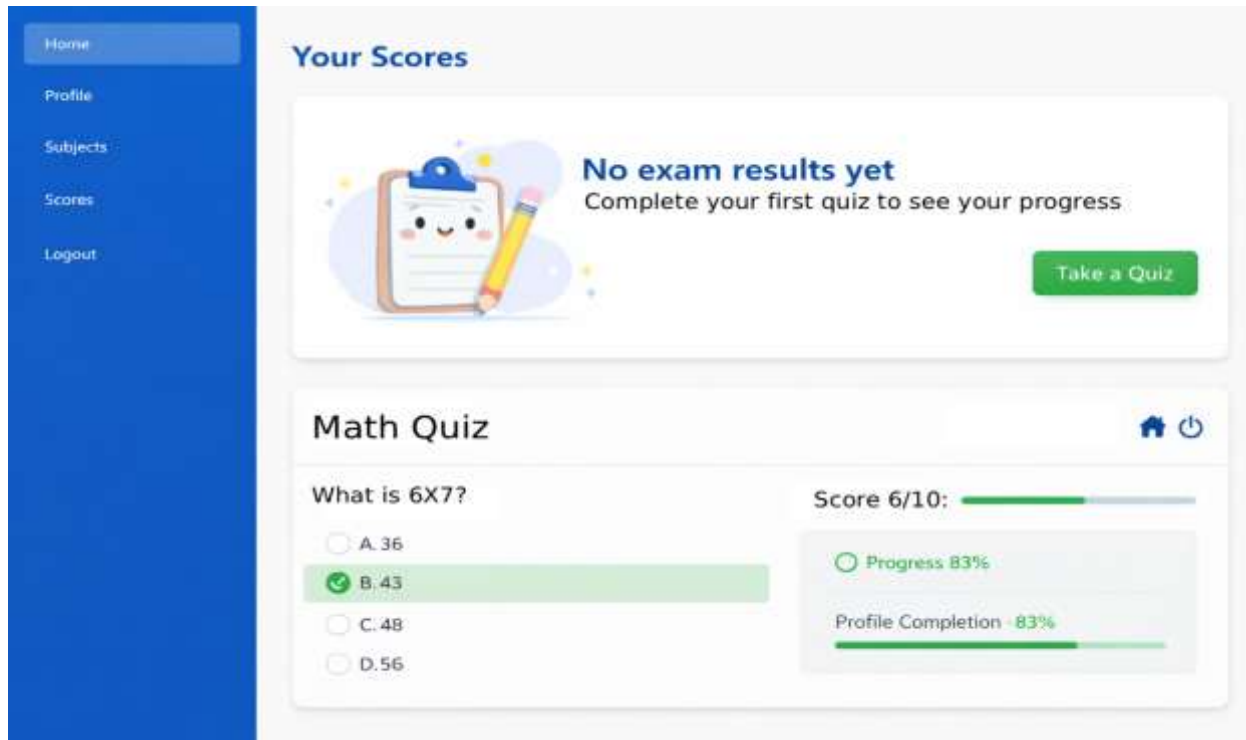 Home
Profile
Subjects
Scores
Logout
Your Scores
No exam results yet
Complete your first quiz to see your progress
Take a Quiz
Math Quiz
What is 6X7?
A. 36
B. 43
C. 48
D. 56
Score 6/10:
Progress 83%
Profile Completion 83%